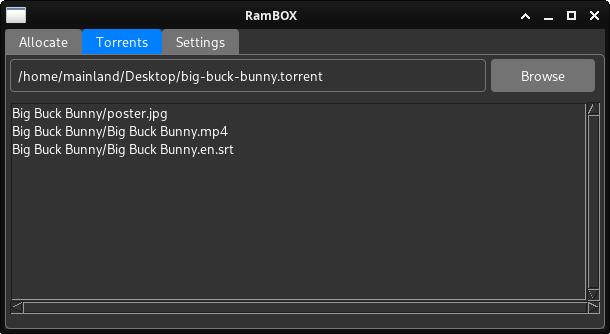 RamBOX
Allocate Torrents Settings
/home/mainland/Desktop/big-buck-bunny.torrent Browse
Big Buck Bunny/poster.jpg
Big Buck Bunny/Big Buck Bunny.mp4
Big Buck Bunny/Big Buck Bunny.en.srt